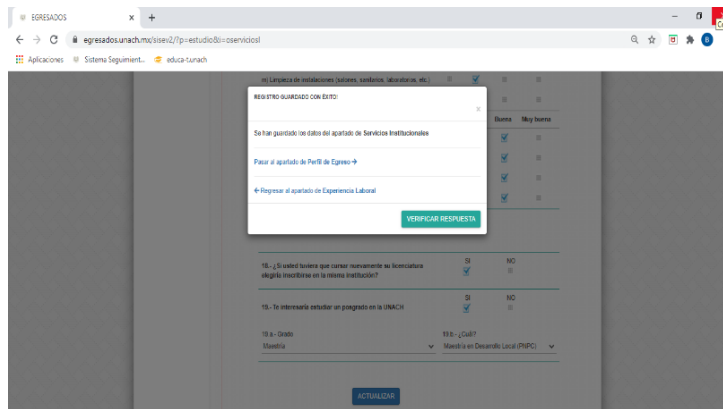 EGRESADOS
egresados.unach.mx/sisev2/?p=estudio&i=oserviciosI
Aplicaciones Sistema Seguimient... educa-t.unach
m) Limpieza de instalaciones (salones, sanitarios, laboratorios, etc.)
REGISTRO GUARDADO CON ÉXITO!
Se han guardado los datos del apartado de Servicios Institucionales
Buena Muy buena
Pasar al apartado de Perfil de Egreso →
← Regresar al apartado de Experiencia Laboral
VERIFICAR RESPUESTA
18.- ¿Si usted tuviera que cursar nuevamente su licenciatura
elegiría inscribirse en la misma institución?
SI NO
19.- Te interesaría estudiar un posgrado en la UNACH
SI NO
19.a.- Grado 19.b.- ¿Cuál?
Maestría Maestría en Desarrollo Local (PNPC)
ACTUALIZAR